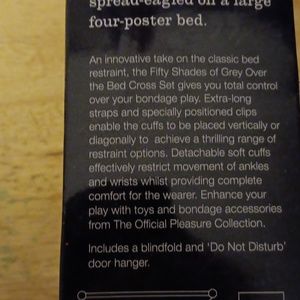 spread-eagled on a large
four-poster bed.
An innovative take on the classic bed
restraint, the Fifty Shades of Grey Over
the Bed Cross Set gives you total control
over your bondage play. Extra-long
straps and specially positioned clips
enable the cuffs to be placed vertically or
diagonally to achieve a thrilling range of
restraint options. Detachable soft cuffs
effectively restrict movement of ankles
and wrists whilst providing complete
comfort for the wearer. Enhance your
play with toys and bondage accessories
from The Official Pleasure Collection.
Includes a blindfold and 'Do Not Disturb'
door hanger.